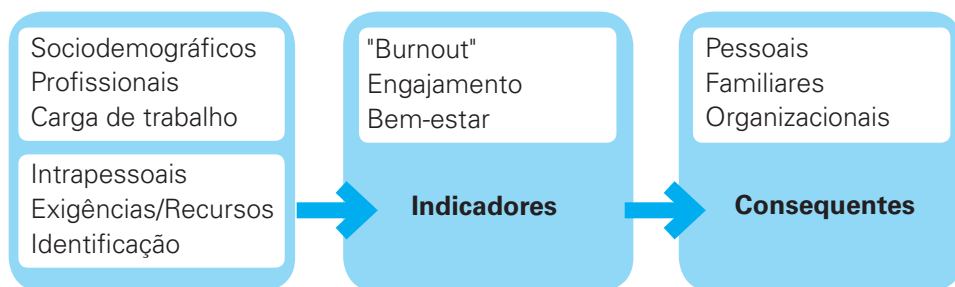 Sociodemográficos
Profissionais
Carga de trabalho
Intrapessoais
Exigências/Recursos
Identificação
"Burnout"
Engajamento
Bem-estar
Indicadores
Pessoais
Familiares
Organizacionais
Consequentes